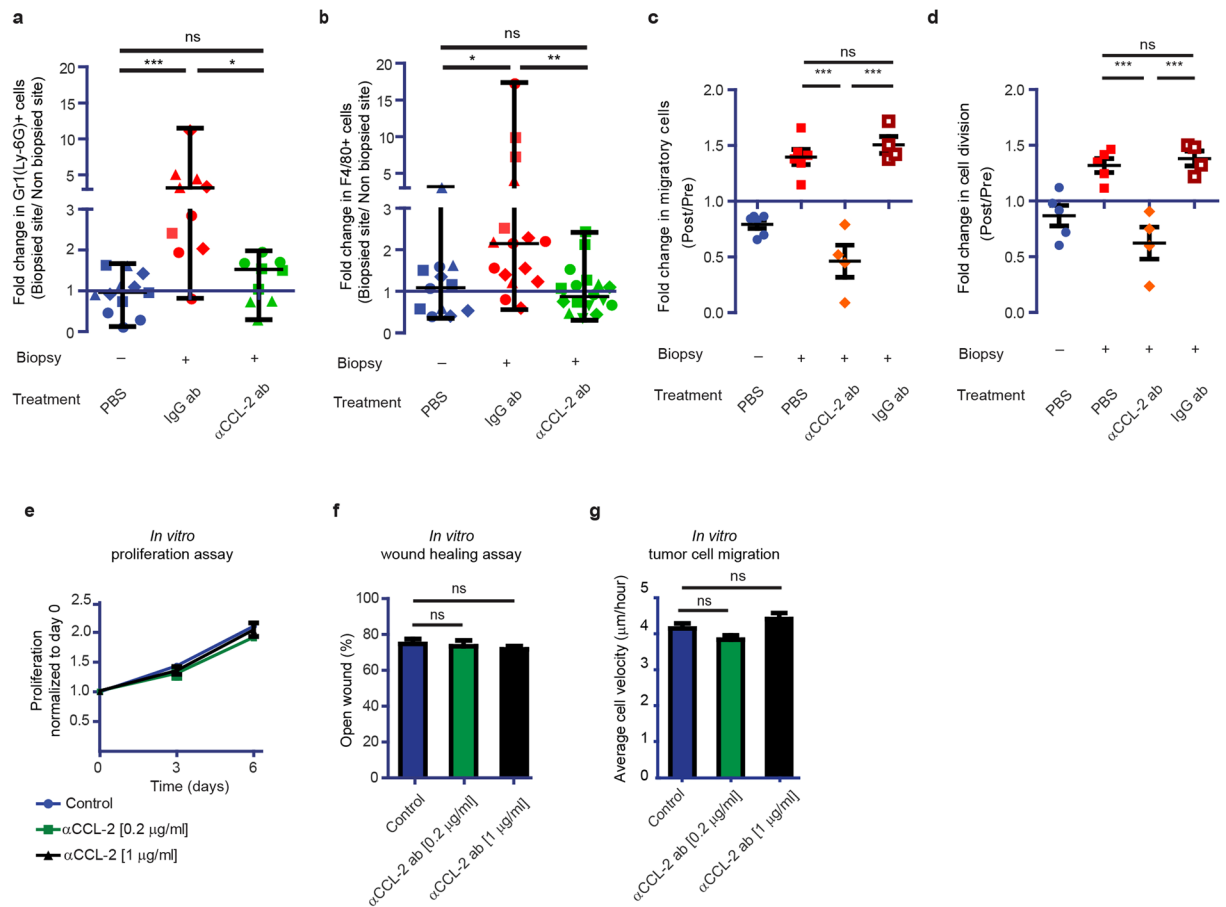 a
ns
***
*
Fold change in Gr1(Ly-6G)+ cells
(Biopsied site/ Non biopsied site)
20
15
10
5
3
2
1
0
Biopsy
–
+
+
Treatment
PBS
IgG ab
αCCL-2 ab
b
ns
*
**
Fold change in F4/80+ cells
(Biopsied site/ Non biopsied site)
20
15
10
5
3
2
1
0
Biopsy
–
+
+
Treatment
PBS
IgG ab
αCCL-2 ab
c
ns
***
***
Fold change in migratory cells
(Post/Pre)
2.0
1.5
1.0
0.5
0.0
Biopsy
–
+
+
+
Treatment
PBS
PBS
αCCL-2 ab
IgG ab
d
ns
***
***
Fold change in cell division
(Post/Pre)
2.0
1.5
1.0
0.5
0.0
Biopsy
–
+
+
+
Treatment
PBS
PBS
αCCL-2 ab
IgG ab
e
In vitro
proliferation assay
Proliferation
normalized to day 0
2.5
2.0
1.5
1.0
0.5
0
3
6
Time (days)
Control
αCCL-2 [0.2 μg/ml]
αCCL-2 [1 μg/ml]
f
In vitro
wound healing assay
ns
ns
Open wound (%)
100
80
60
40
20
0
Control
αCCL-2 ab [0.2 μg/ml]
αCCL-2 ab [1 μg/ml]
g
In vitro
tumor cell migration
ns
ns
Average cell velocity (μm/hour)
5
4
4
3
2
1
0
Control
αCCL-2 ab [0.2 μg/ml]
αCCL-2 ab [1 μg/ml]